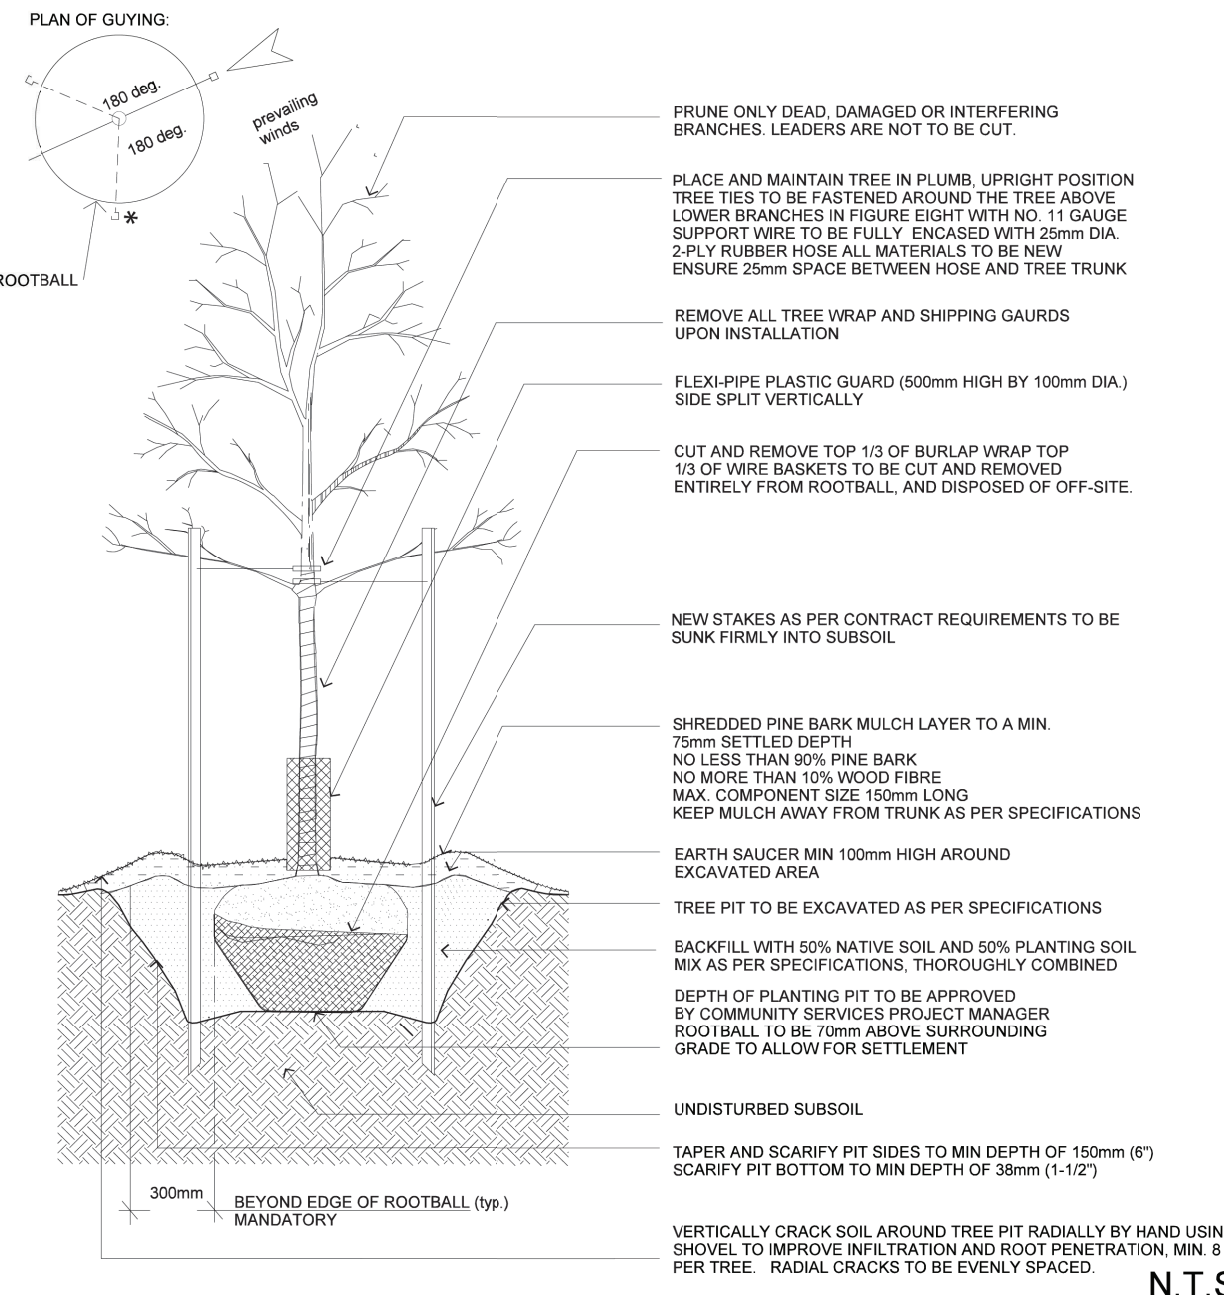 PLAN OF GUYING:
180 deg.
180 deg.
*
prevailing
winds
ROOTBALL
PRUNE ONLY DEAD, DAMAGED OR INTERFERING
BRANCHES. LEADERS ARE NOT TO BE CUT.
PLACE AND MAINTAIN TREE IN PLUMB, UPRIGHT POSITION
TREE TIES TO BE FASTENED AROUND THE TREE ABOVE
LOWER BRANCHES IN FIGURE EIGHT WITH NO. 11 GAUGE
SUPPORT WIRE TO BE FULLY ENCASED WITH 25mm DIA.
2-PLY RUBBER HOSE ALL MATERIALS TO BE NEW
ENSURE 25mm SPACE BETWEEN HOSE AND TREE TRUNK
REMOVE ALL TREE WRAP AND SHIPPING GAURDS
UPON INSTALLATION
FLEXI-PIPE PLASTIC GUARD (500mm HIGH BY 100mm DIA.)
SIDE SPLIT VERTICALLY
CUT AND REMOVE TOP 1/3 OF BURLAP WRAP TOP
1/3 OF WIRE BASKETS TO BE CUT AND REMOVED
ENTIRELY FROM ROOTBALL, AND DISPOSED OF OFF-SITE.
NEW STAKES AS PER CONTRACT REQUIREMENTS TO BE
SUNK FIRMLY INTO SUBSOIL
SHREDDED PINE BARK MULCH LAYER TO A MIN.
75mm SETTLED DEPTH
NO LESS THAN 90% PINE BARK
NO MORE THAN 10% WOOD FIBRE
MAX. COMPONENT SIZE 150mm LONG
KEEP MULCH AWAY FROM TRUNK AS PER SPECIFICATIONS
EARTH SAUCER MIN 100mm HIGH AROUND
EXCAVATED AREA
TREE PIT TO BE EXCAVATED AS PER SPECIFICATIONS
BACKFILL WITH 50% NATIVE SOIL AND 50% PLANTING SOIL
MIX AS PER SPECIFICATIONS, THOROUGHLY COMBINED
DEPTH OF PLANTING PIT TO BE APPROVED
BY COMMUNITY SERVICES PROJECT MANAGER
ROOTBALL TO BE 70mm ABOVE SURROUNDING
GRADE TO ALLOW FOR SETTLEMENT
UNDISTURBED SUBSOIL
TAPER AND SCARIFY PIT SIDES TO MIN DEPTH OF 150mm (6")
SCARIFY PIT BOTTOM TO MIN DEPTH OF 38mm (1-1/2")
300mm
BEYOND EDGE OF ROOTBALL (typ.)
MANDATORY
VERTICALLY CRACK SOIL AROUND TREE PIT RADIALLY BY HAND USIN
SHOVEL TO IMPROVE INFILTRATION AND ROOT PENETRATION, MIN. 8
PER TREE. RADIAL CRACKS TO BE EVENLY SPACED.
N.T.S